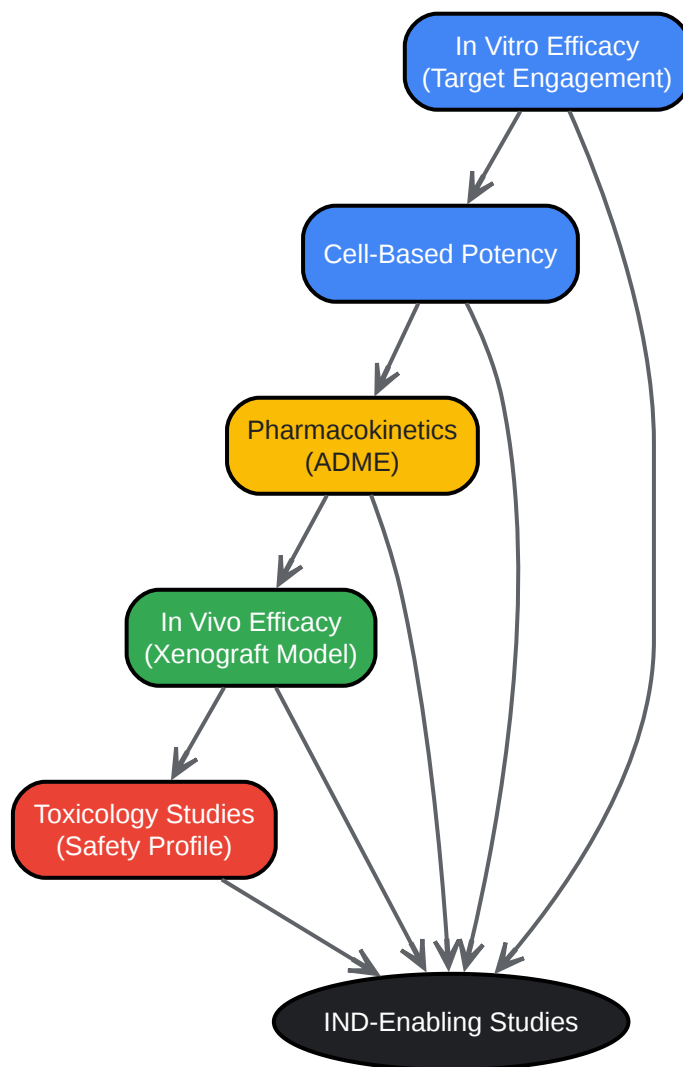 In Vitro Efficacy
(Target Engagement)
Cell-Based Potency
Pharmacokinetics
(ADME)
In Vivo Efficacy
(Xenograft Model)
Toxicology Studies
(Safety Profile)
IND-Enabling Studies